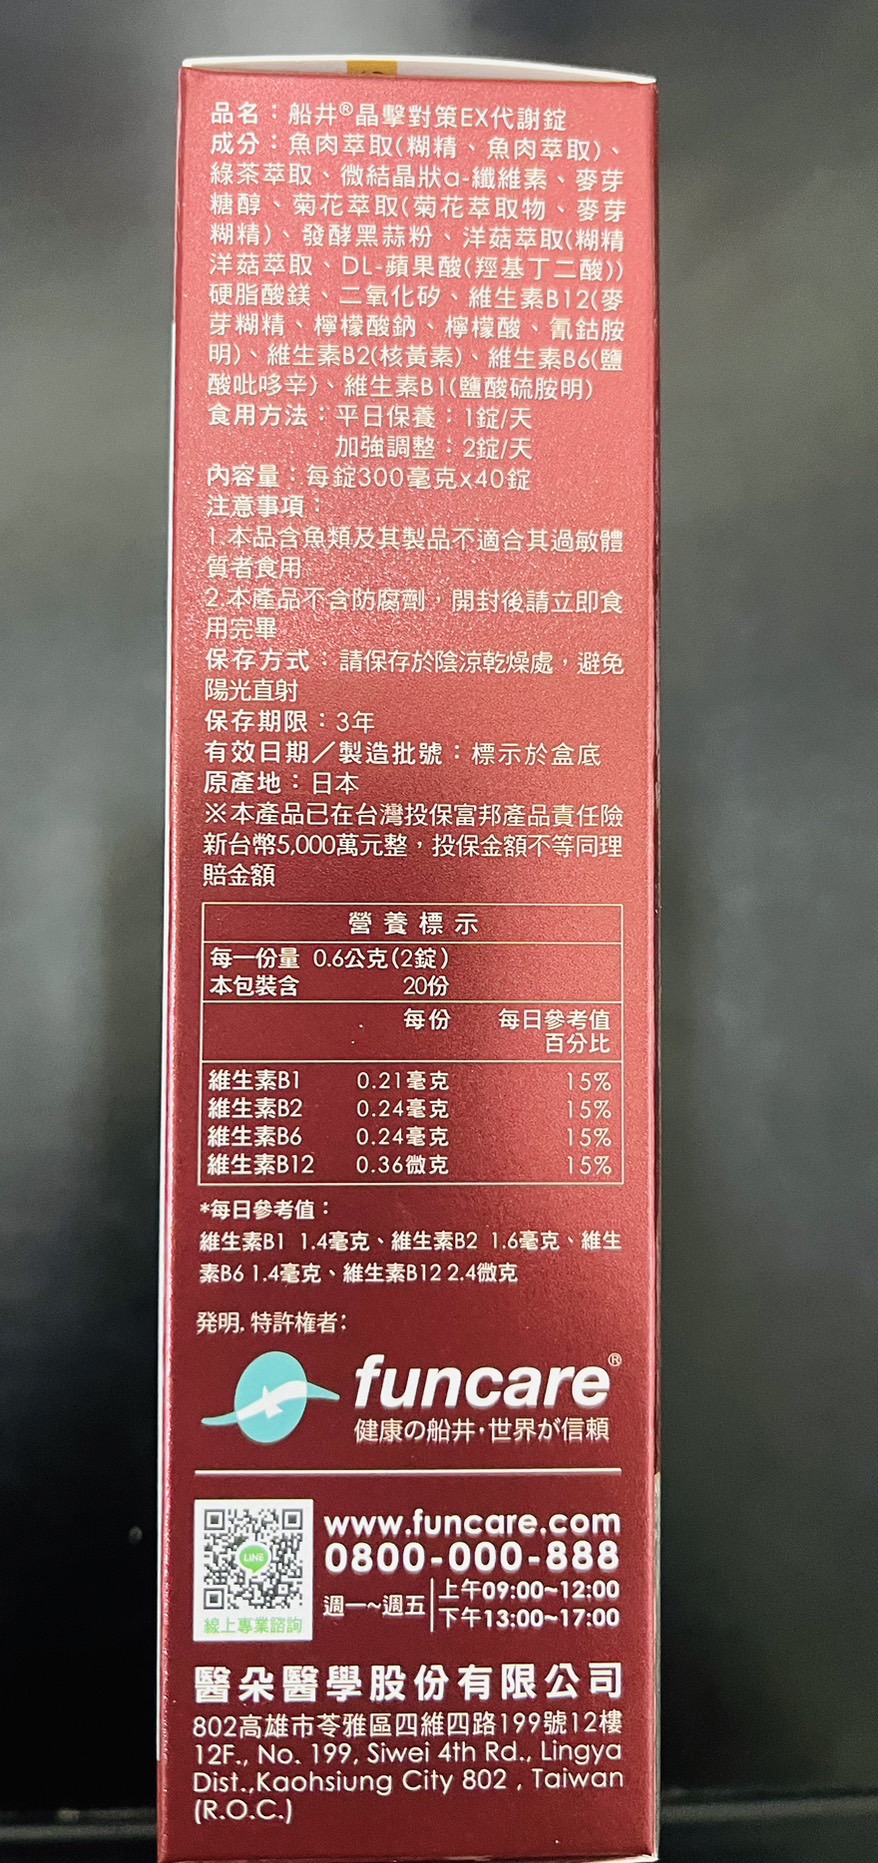 品名：船井®晶擊對策EX代謝錠
成分：魚肉萃取(糊精、魚肉萃取)、
綠茶萃取、微結晶狀α-纖維素、麥芽
糖醇、菊花萃取(菊花萃取物、麥芽
糊精)、發酵黑蒜粉、洋菇萃取(糊精
洋菇萃取、DL-蘋果酸(羥基丁二酸))
硬脂酸鎂、二氧化矽、維生素B12(麥
芽糊精、檸檬酸鈉、檸檬酸、氰鈷胺
明)、維生素B2(核黃素)、維生素B6(鹽
酸吡哆辛)、維生素B1(鹽酸硫胺明)
食用方法：平日保養：1錠/天
加強調整：2錠/天
內容量：每錠300毫克x40錠
注意事項：
1.本品含魚類及其製品不適合其過敏體
質者食用
2.本產品不含防腐劑，開封後請立即食
用完畢
保存方式：請保存於陰涼乾燥處，避免
陽光直射
保存期限：3年
有效日期／製造批號：標示於盒底
原產地：日本
※本產品已在台灣投保富邦產品責任險
新台幣5,000萬元整，投保金額不等同理
賠金額
營養標示
每一份量 0.6公克(2錠)
本包裝含 20份
每份 每日參考值
百分比
維生素B1 0.21毫克 15%
維生素B2 0.24毫克 15%
維生素B6 0.24毫克 15%
維生素B12 0.36微克 15%
*每日參考值：
維生素B1 1.4毫克、維生素B2 1.6毫克、維生
素B6 1.4毫克、維生素B12 2.4微克
発明.特許権者:
funcare®
健康の船井・世界が信頼
LINE
線上專業諮詢
www.funcare.com
0800-000-888
週一~週五 上午09:00~12:00
下午13:00~17:00
醫朵醫學股份有限公司
802高雄市苓雅區四維四路199號12樓
12F., No. 199, Siwei 4th Rd., Lingya
Dist.,Kaohsiung City 802 , Taiwan
(R.O.C.)